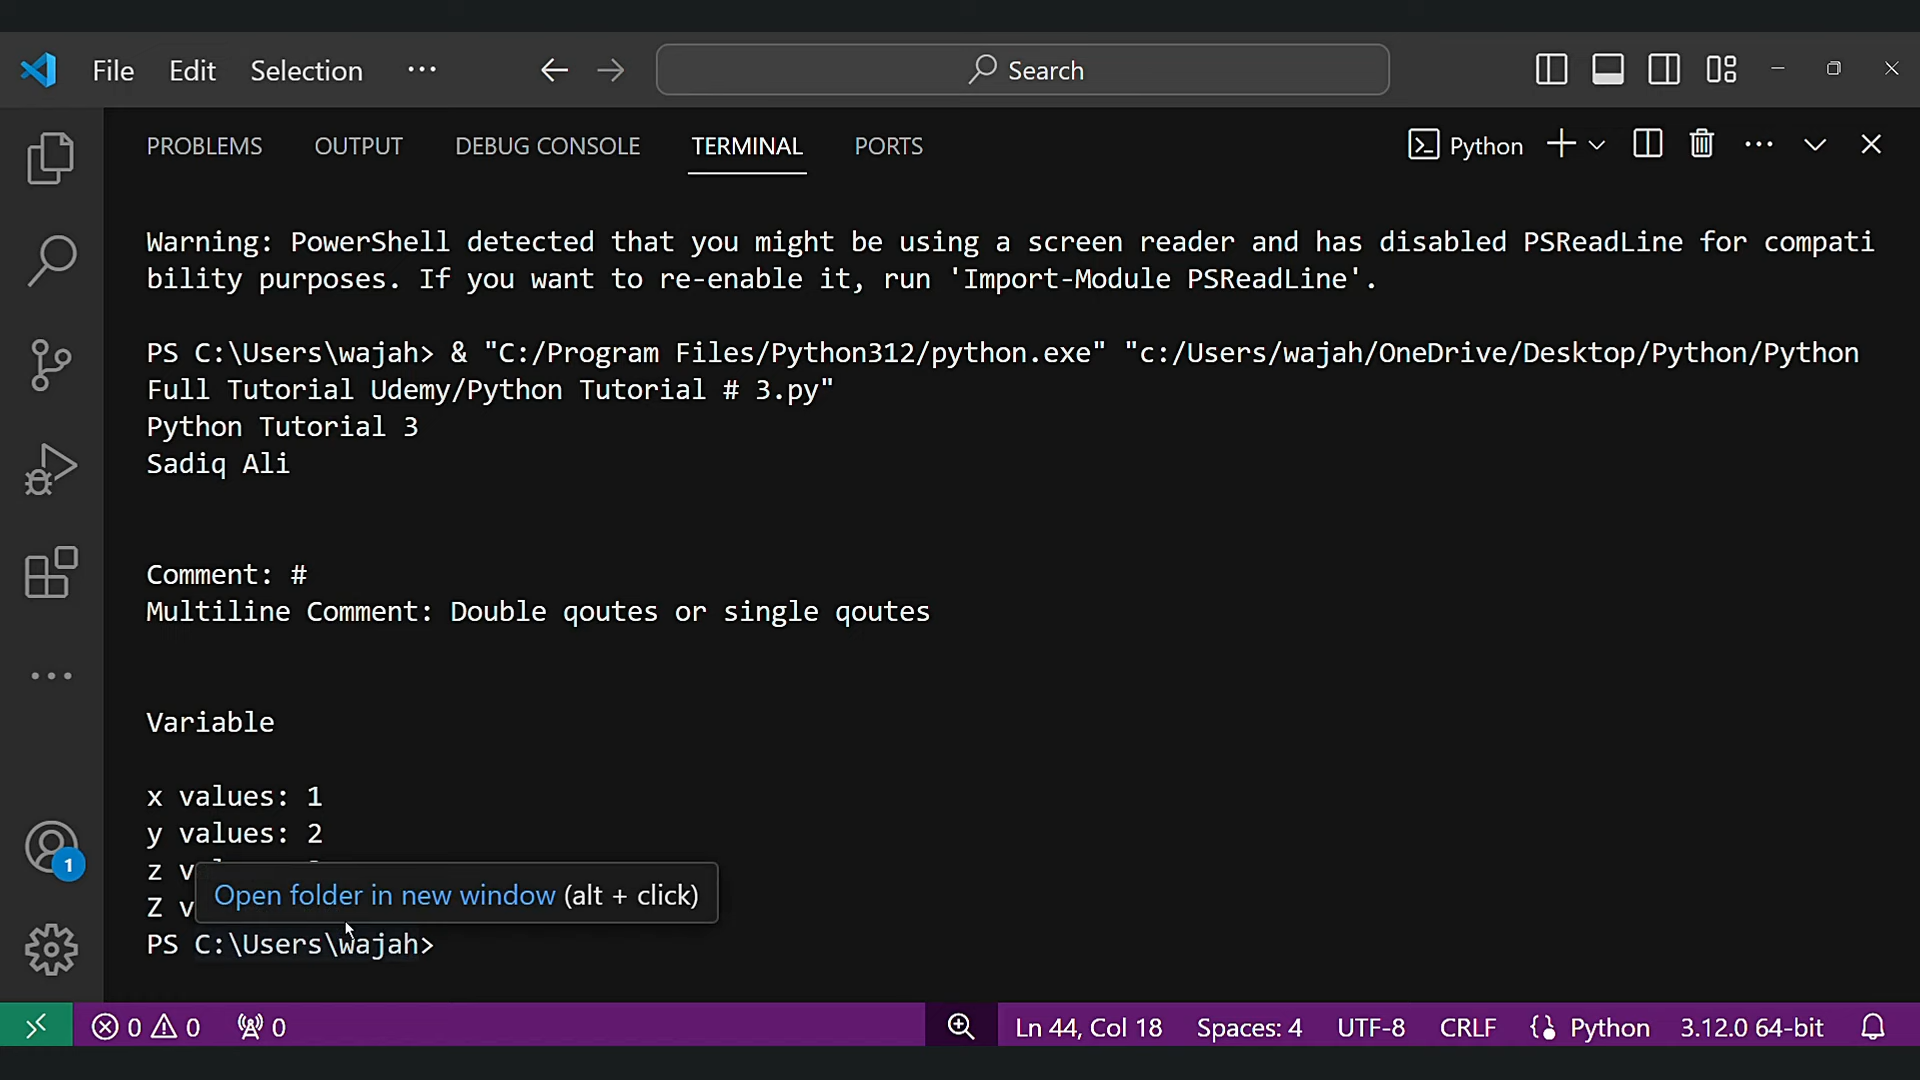 File Edit Selection ··· Search
PROBLEMS OUTPUT DEBUG CONSOLE TERMINAL PORTS Python
Warning: PowerShell detected that you might be using a screen reader and has disabled PSReadLine for compati
bility purposes. If you want to re-enable it, run 'Import-Module PSReadLine'.
PS C:\Users\wajah> & "C:/Program Files/Python312/python.exe" "c:/Users/wajah/OneDrive/Desktop/Python/Python
Full Tutorial Udemy/Python Tutorial # 3.py"
Python Tutorial 3
Sadiq Ali
Comment: #
Multiline Comment: Double qoutes or single qoutes
Variable
x values: 1
y values: 2
z
Z
Open folder in new window (alt + click)
PS C:\Users\wajah>
1
0 0 0 Ln 44, Col 18 Spaces: 4 UTF-8 CRLF Python 3.12.0 64-bit